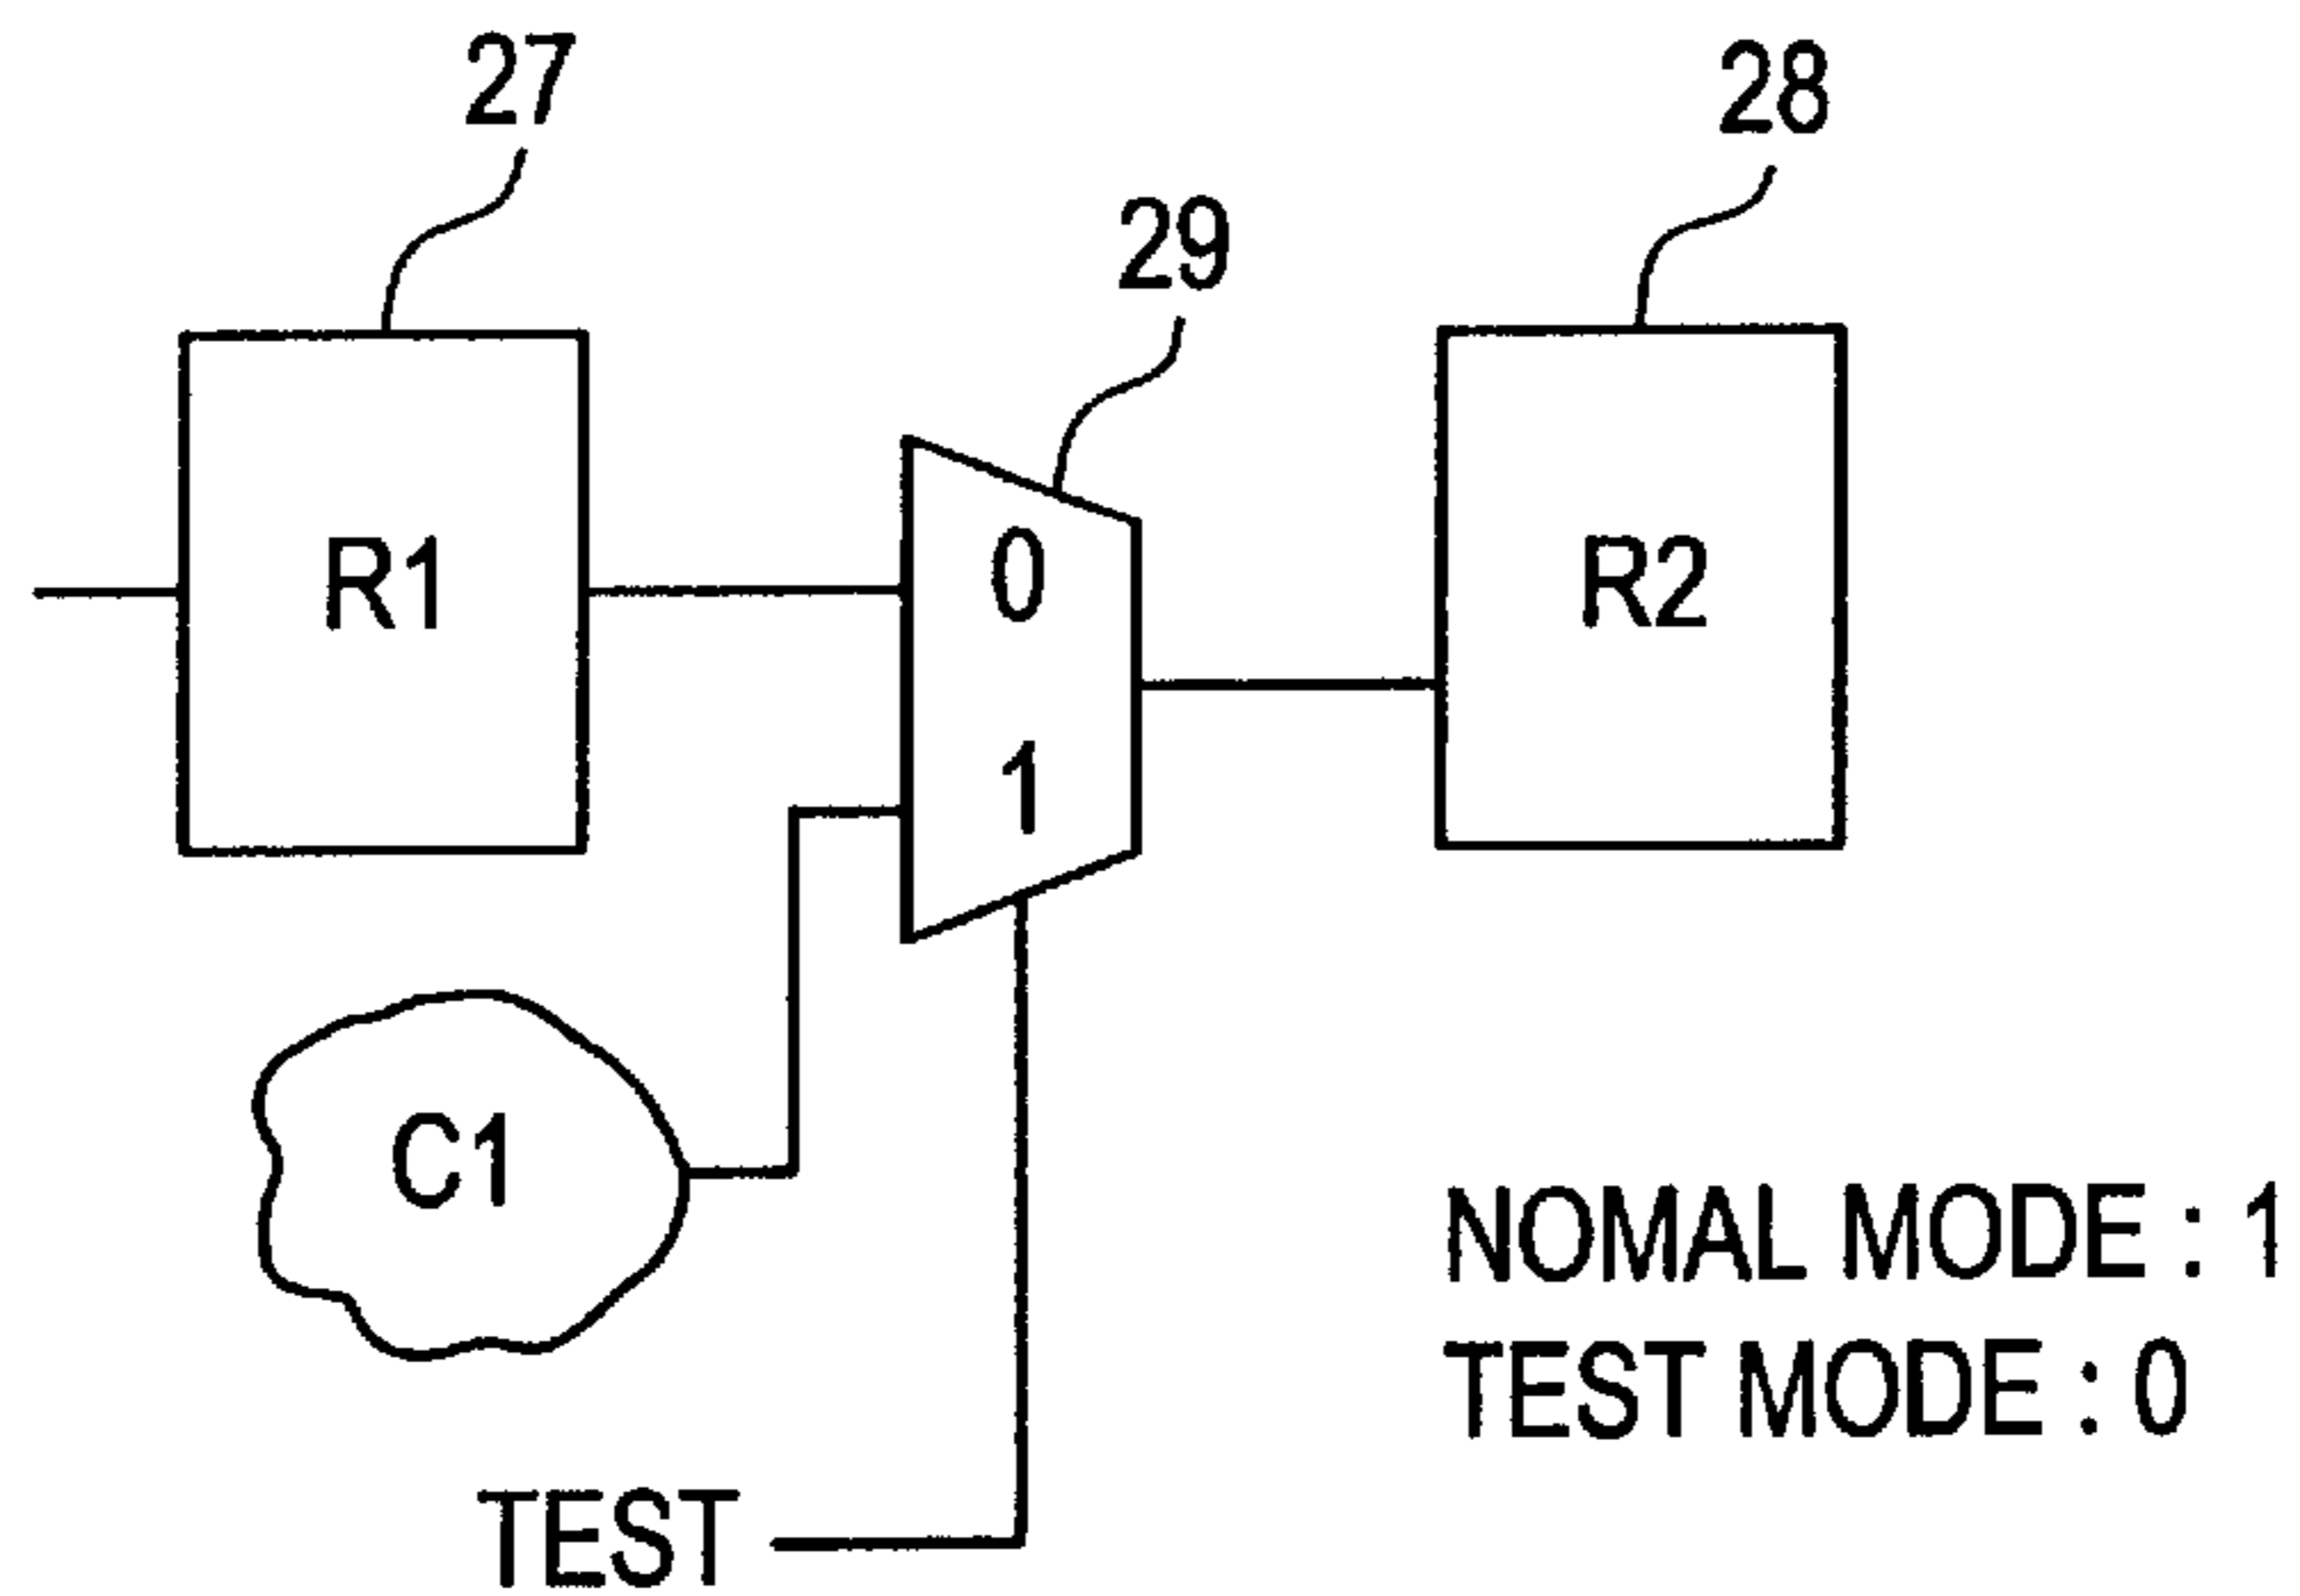 27
28
29
R1
0
R2
1
C1
NOMAL MODE : 1
TEST MODE : 0
TEST